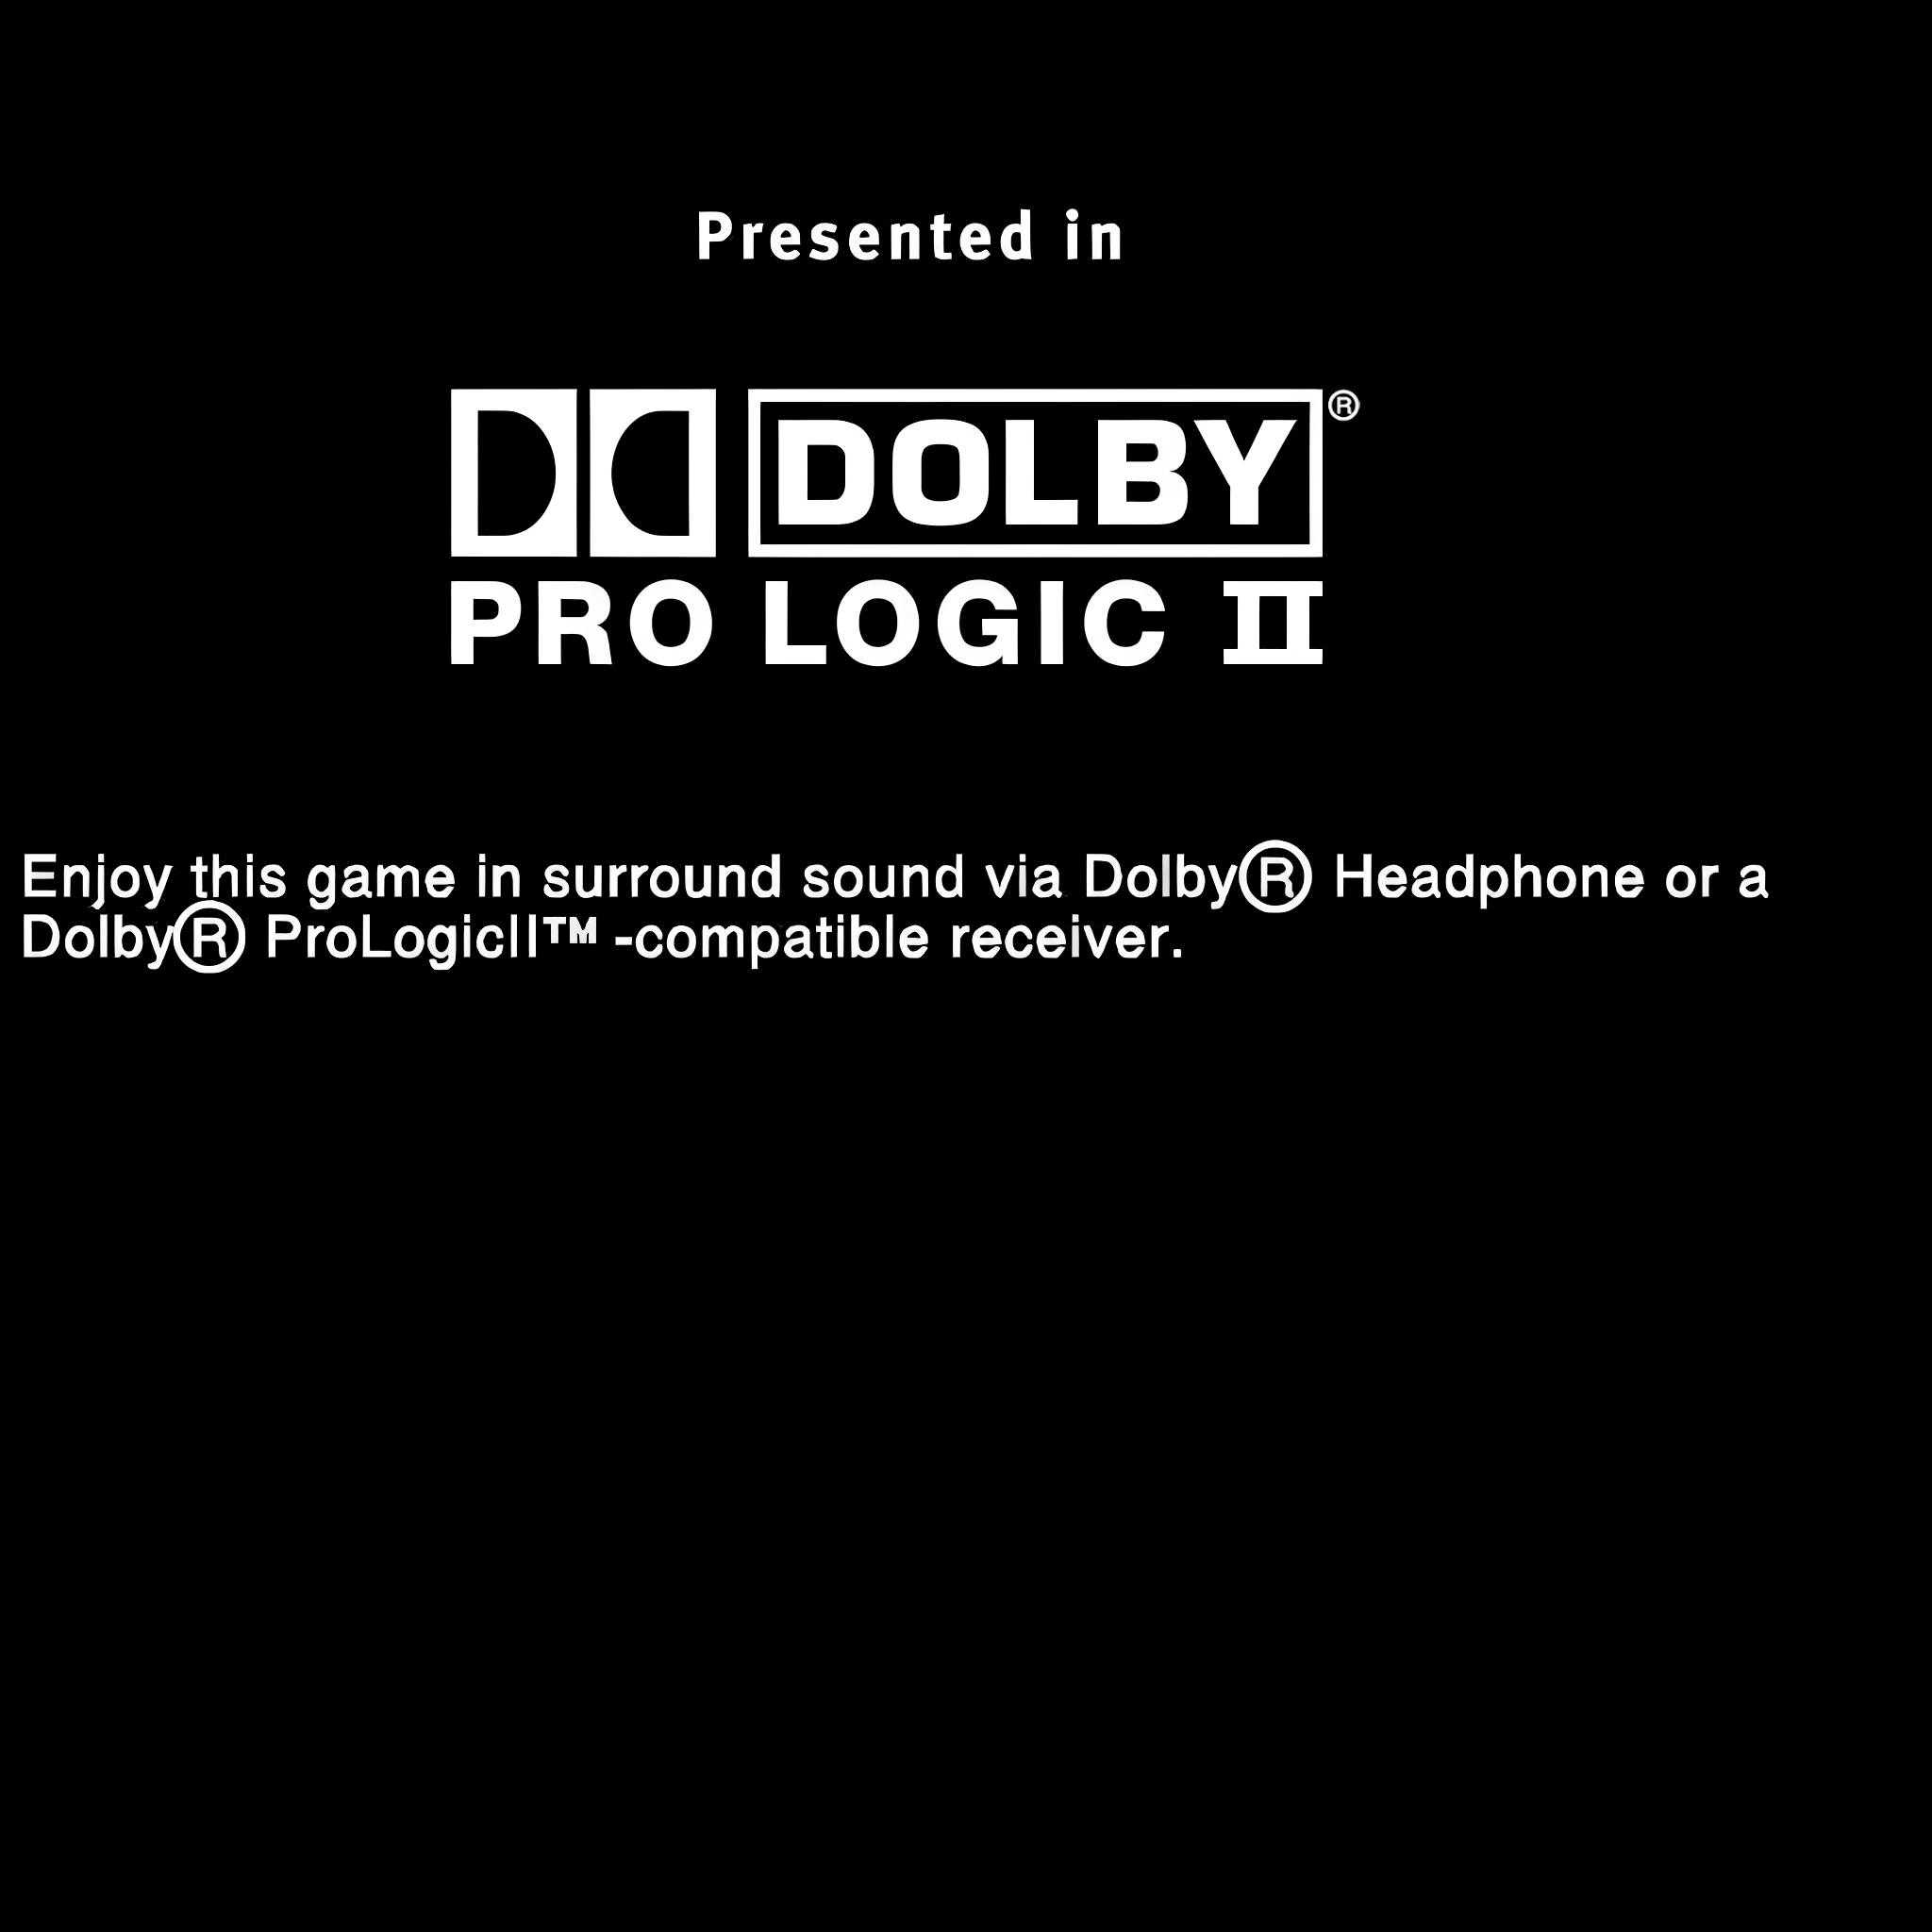 Presented in
DOLBY®
PRO LOGIC II
Enjoy this game in surround sound via Dolby® Headphone or a
Dolby® ProLogicII™ -compatible receiver.